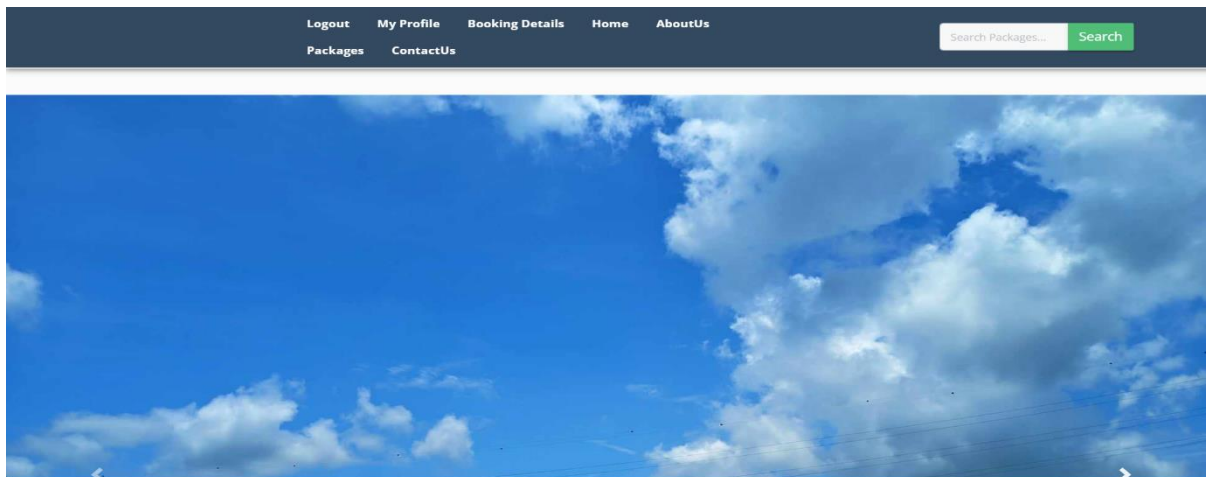 Logout My Profile Booking Details Home AboutUs
Packages ContactUs
Search Packages... Search